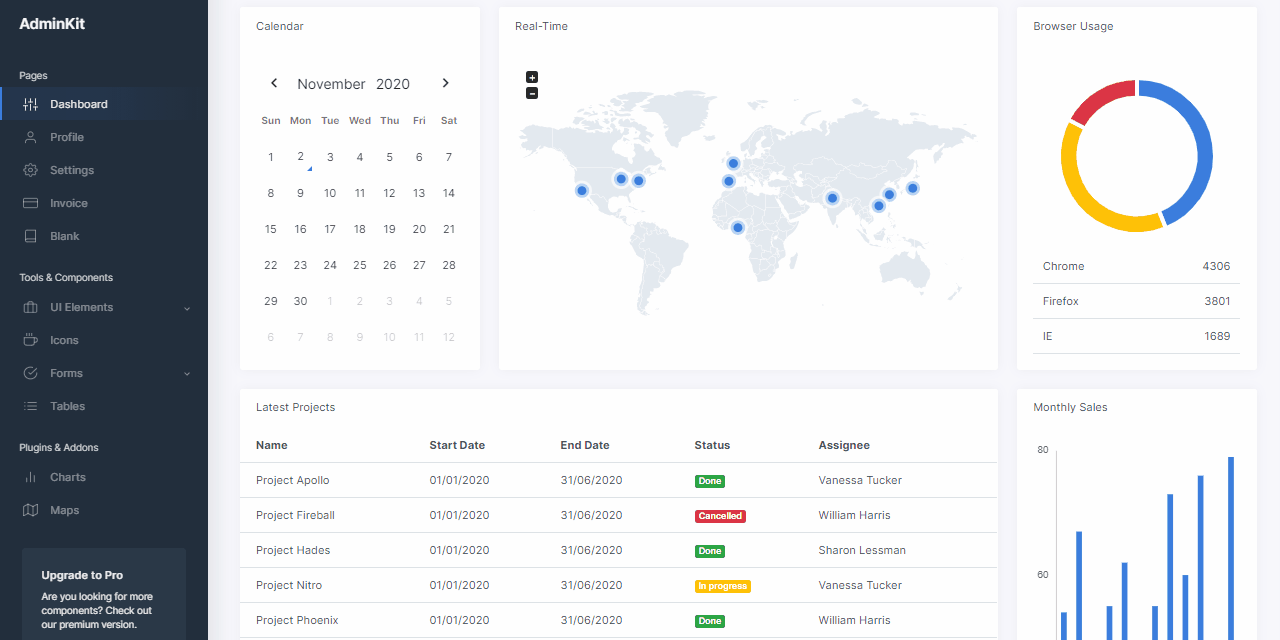 AdminKit
Pages
Dashboard
Profile
Settings
Invoice
Blank
Tools & Components
UI Elements
Icons
Forms
Tables
Plugins & Addons
Charts
Maps
Upgrade to Pro
Are you looking for more
components? Check out
our premium version.
Calendar
November 2020
Sun Mon Tue Wed Thu Fri Sat
1 2 3 4 5 6 7
8 9 10 11 12 13 14
15 16 17 18 19 20 21
22 23 24 25 26 27 28
29 30 1 2 3 4 5
6 7 8 9 10 11 12
Real-Time
+
−
Browser Usage
Chrome 4306
Firefox 3801
IE 1689
Latest Projects
Name Start Date End Date Status Assignee
Project Apollo 01/01/2020 31/06/2020 Done Vanessa Tucker
Project Fireball 01/01/2020 31/06/2020 Cancelled William Harris
Project Hades 01/01/2020 31/06/2020 Done Sharon Lessman
Project Nitro 01/01/2020 31/06/2020 In progress Vanessa Tucker
Project Phoenix 01/01/2020 31/06/2020 Done William Harris
Monthly Sales
80
60